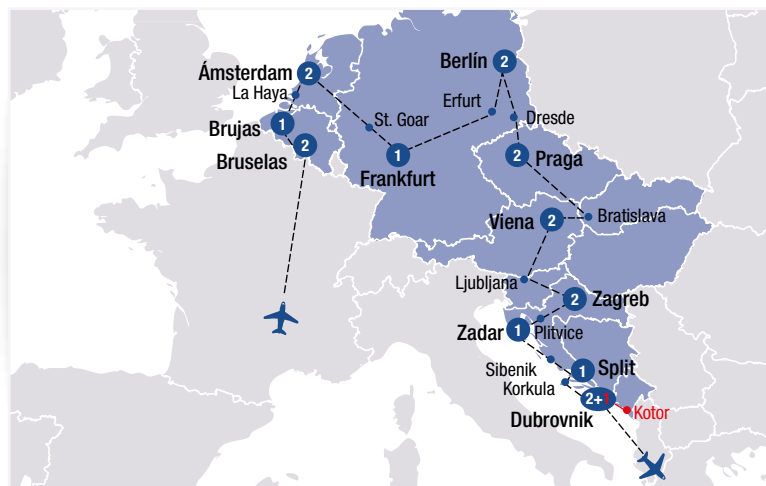 Ámsterdam
2
La Haya
Brujas
1
Bruselas
2
St. Goar
1
Frankfurt
Berlín
2
Erfurt
Dresde
2
Praga
Viena
2
Bratislava
Ljubljana
2
Zagreb
Zadar
1
Plitvice
Sibenik
1
Split
Korkula
2+1
Dubrovnik
Kotor